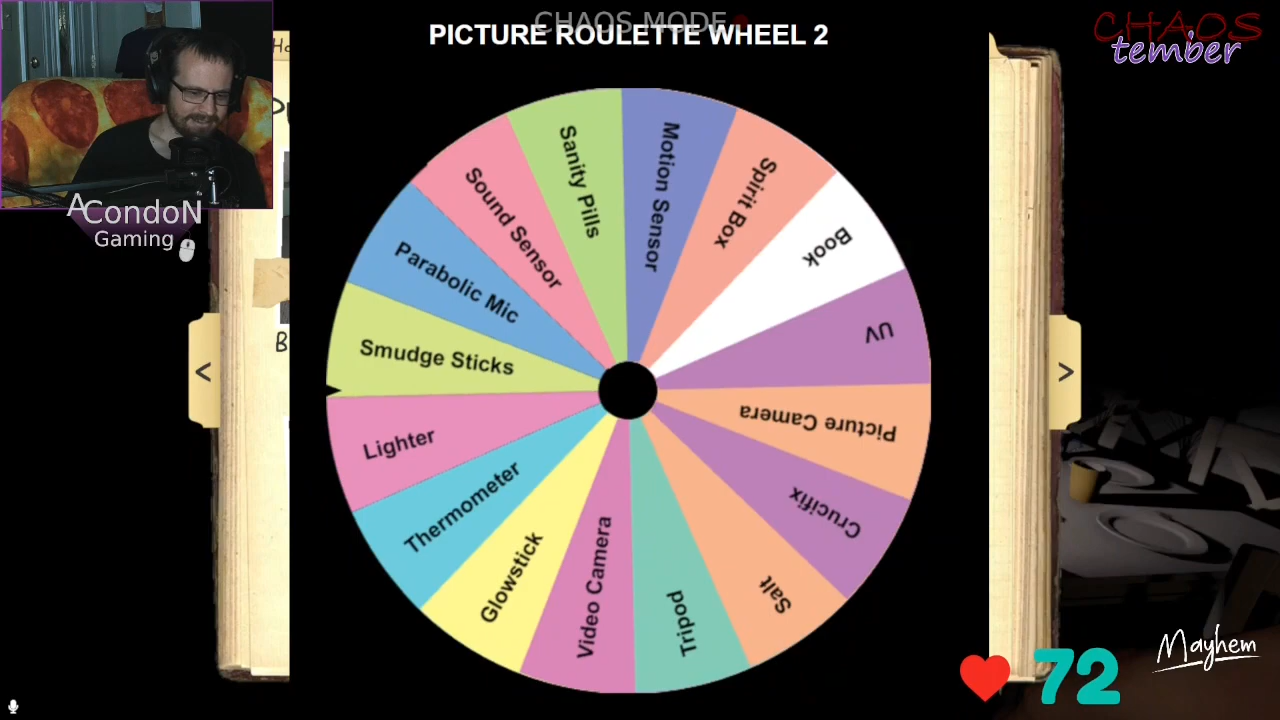 CHAOS MODE
PICTURE ROULETTE WHEEL 2
CHAOS
tember
ACondoN
Gaming
Sanity Pills
Motion Sensor
Spirit Box
Book
UV
Picture Camera
Crucifix
Salt
Tripod
Video Camera
Glowstick
Thermometer
Lighter
Smudge Sticks
Parabolic Mic
Sound Sensor
<
>
72
Mayhem